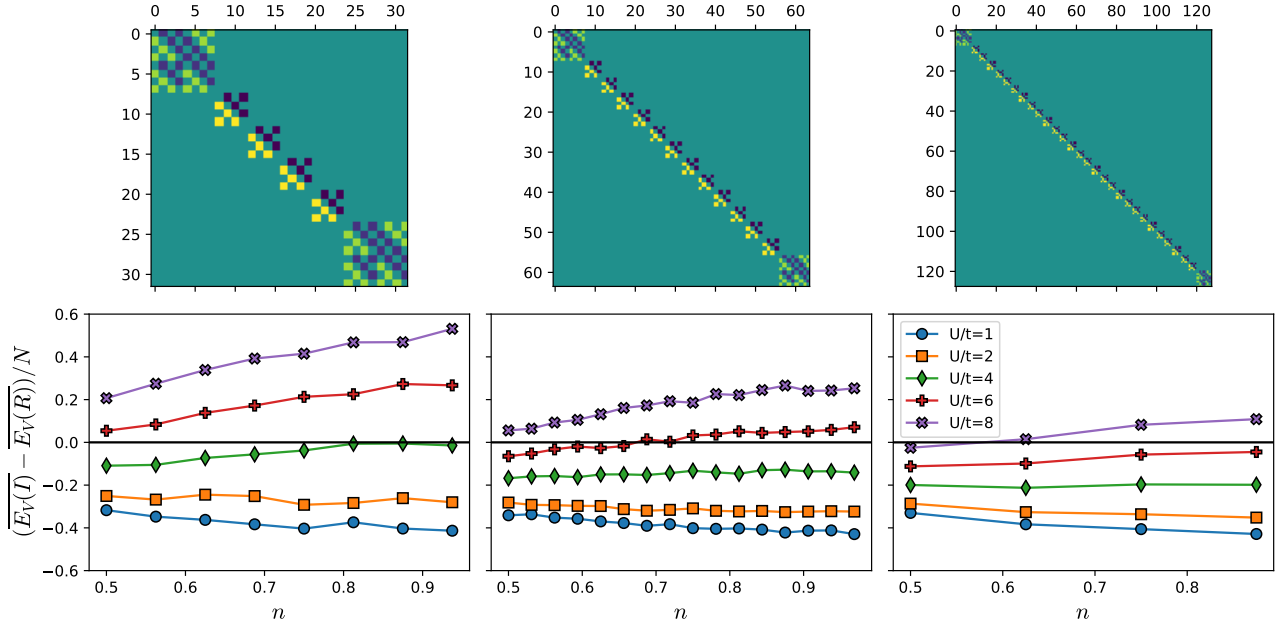 0 10 20 30
0 10 20 30 40 50 60
0 20 40 60 80 100 120
0
5
10
15
20
25
30
0
10
20
30
40
50
60
0
20
40
60
80
100
120
0.6
0.4
0.2
0.0
−0.2
−0.4
−0.6
(E_V(I) − E_V(R))/N
0.5 0.6 0.7 0.8 0.9
n
0.5 0.6 0.7 0.8 0.9
n
U/t=1
U/t=2
U/t=4
U/t=6
U/t=8
0.5 0.6 0.7 0.8
n